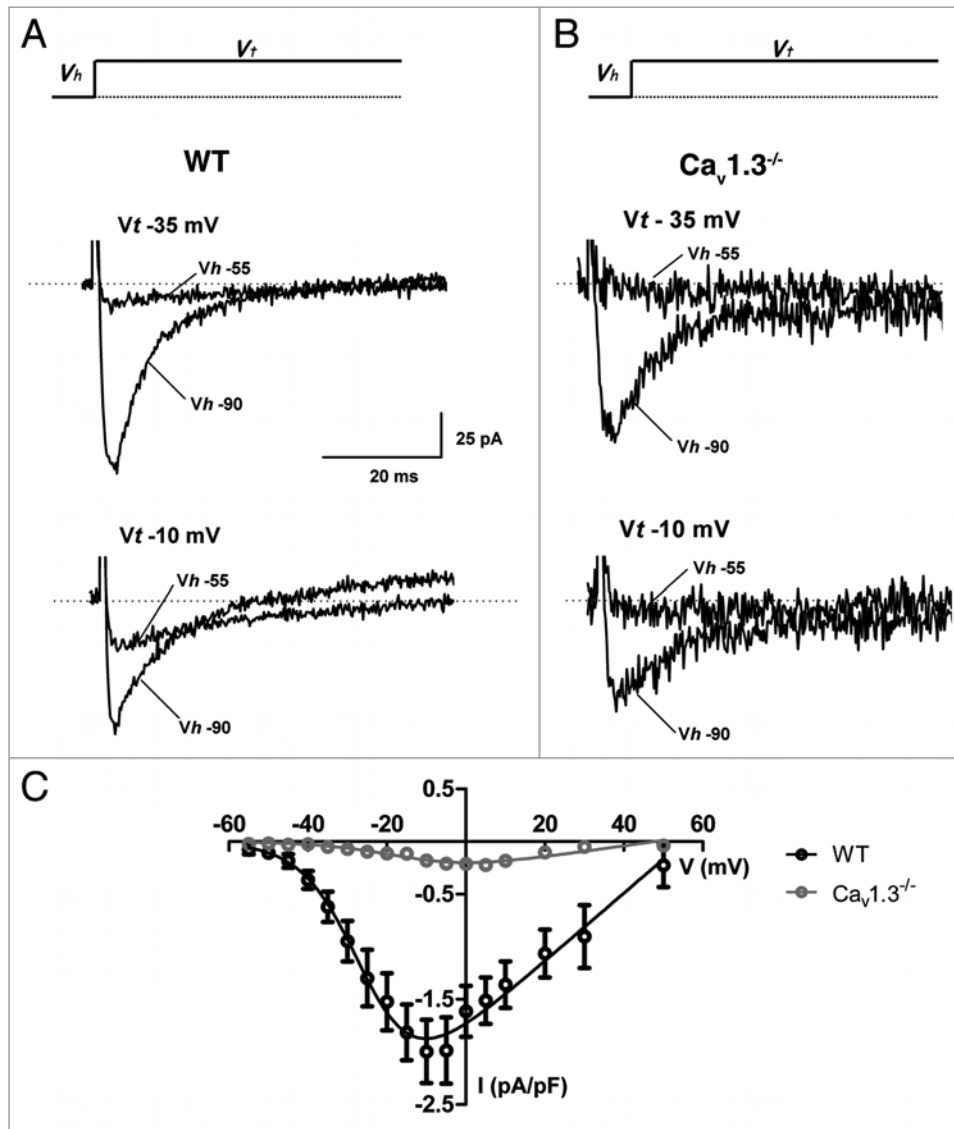 A
Vh
Vt
WT
Vt -35 mV
Vh -55
Vh -90
25 pA
20 ms
Vt -10 mV
Vh -55
Vh -90
B
Vh
Vt
Cav1.3-/-
Vt - 35 mV
Vh -55
Vh -90
Vt -10 mV
Vh -55
Vh -90
C
0.5
-60 -40 -20 0 20 40 60
V (mV)
-0.5
-1.5
-2.5
I (pA/pF)
WT
Cav1.3-/-